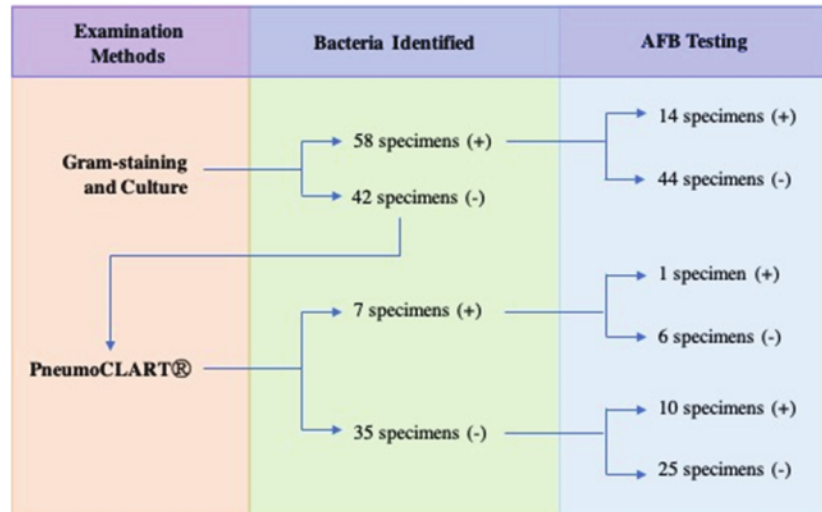 Examination
Methods
Bacteria Identified
AFB Testing
Gram-staining
and Culture
58 specimens (+)
42 specimens (-)
14 specimens (+)
44 specimens (-)
PneumoCLART®
7 specimens (+)
35 specimens (-)
1 specimen (+)
6 specimens (-)
10 specimens (+)
25 specimens (-)